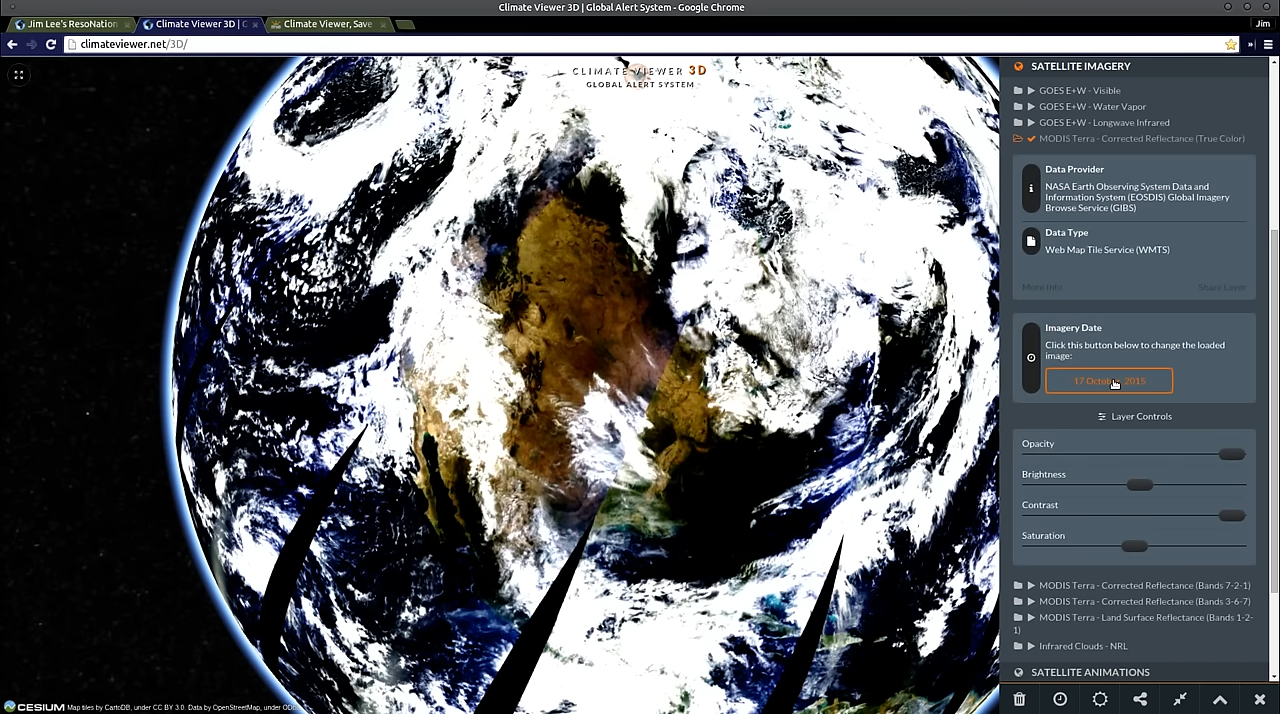 Climate Viewer 3D | Global Alert System - Google Chrome
Jim Lee's ResoNation
Climate Viewer 3D | C
Climate Viewer, Save
Jim
climateviewer.net/3D/
CLIMATE VIEWER 3D
GLOBAL ALERT SYSTEM
SATELLITE IMAGERY
GOES E+W - Visible
GOES E+W - Water Vapor
GOES E+W - Longwave Infrared
MODIS Terra - Corrected Reflectance (True Color)
Data Provider
NASA Earth Observing System Data and
Information System (EOSDIS) Global Imagery
Browse Service (GIBS)
Data Type
Web Map Tile Service (WMTS)
More Info
Share Layer
Imagery Date
Click this button below to change the loaded
image:
17 2015
Layer Controls
Opacity
Brightness
Contrast
Saturation
MODIS Terra - Corrected Reflectance (Bands 7-2-1)
MODIS Terra - Corrected Reflectance (Bands 3-6-7)
MODIS Terra - Land Surface Reflectance (Bands 1-2-
1)
Infrared Clouds - NRL
SATELLITE ANIMATIONS
CESIUM Map tiles by CartoDB, under CC BY 3.0. Data by OpenStreetMap, under